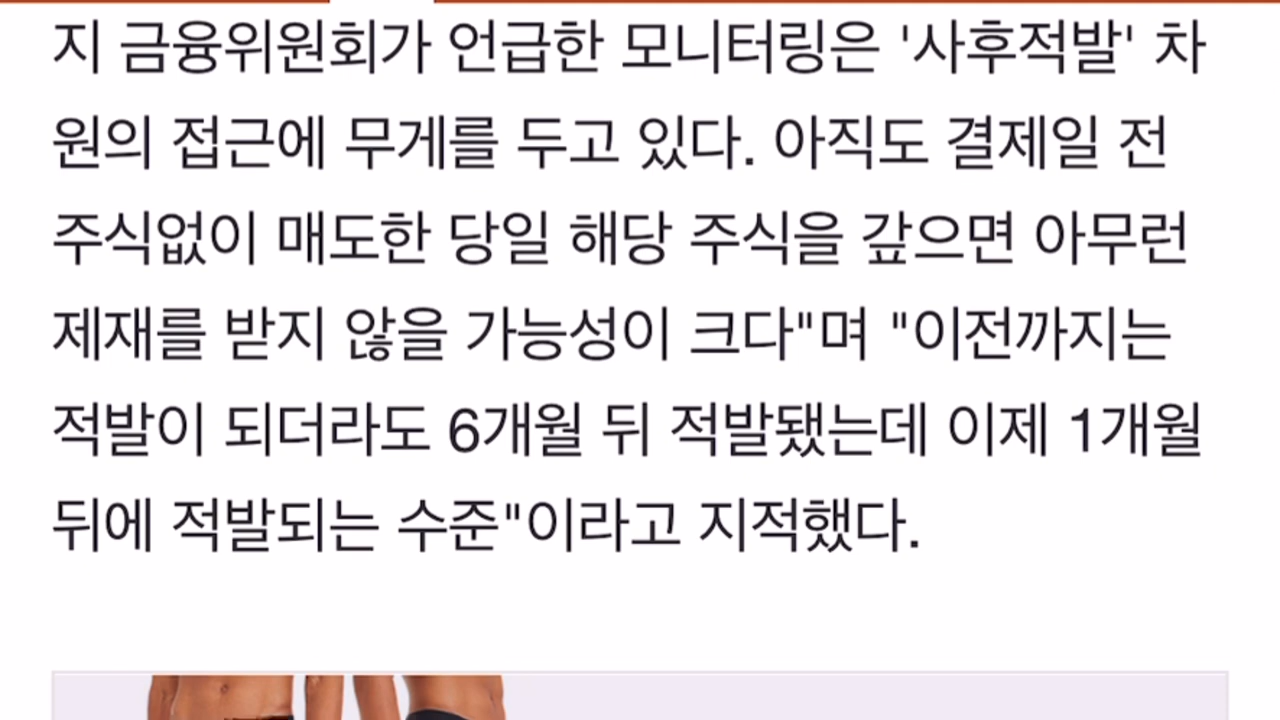 지 금융위원회가 언급한 모니터링은 '사후적발' 차
원의 접근에 무게를 두고 있다. 아직도 결제일 전
주식없이 매도한 당일 해당 주식을 갚으면 아무런
제재를 받지 않을 가능성이 크다"며 "이전까지는
적발이 되더라도 6개월 뒤 적발됐는데 이제 1개월
뒤에 적발되는 수준"이라고 지적했다.